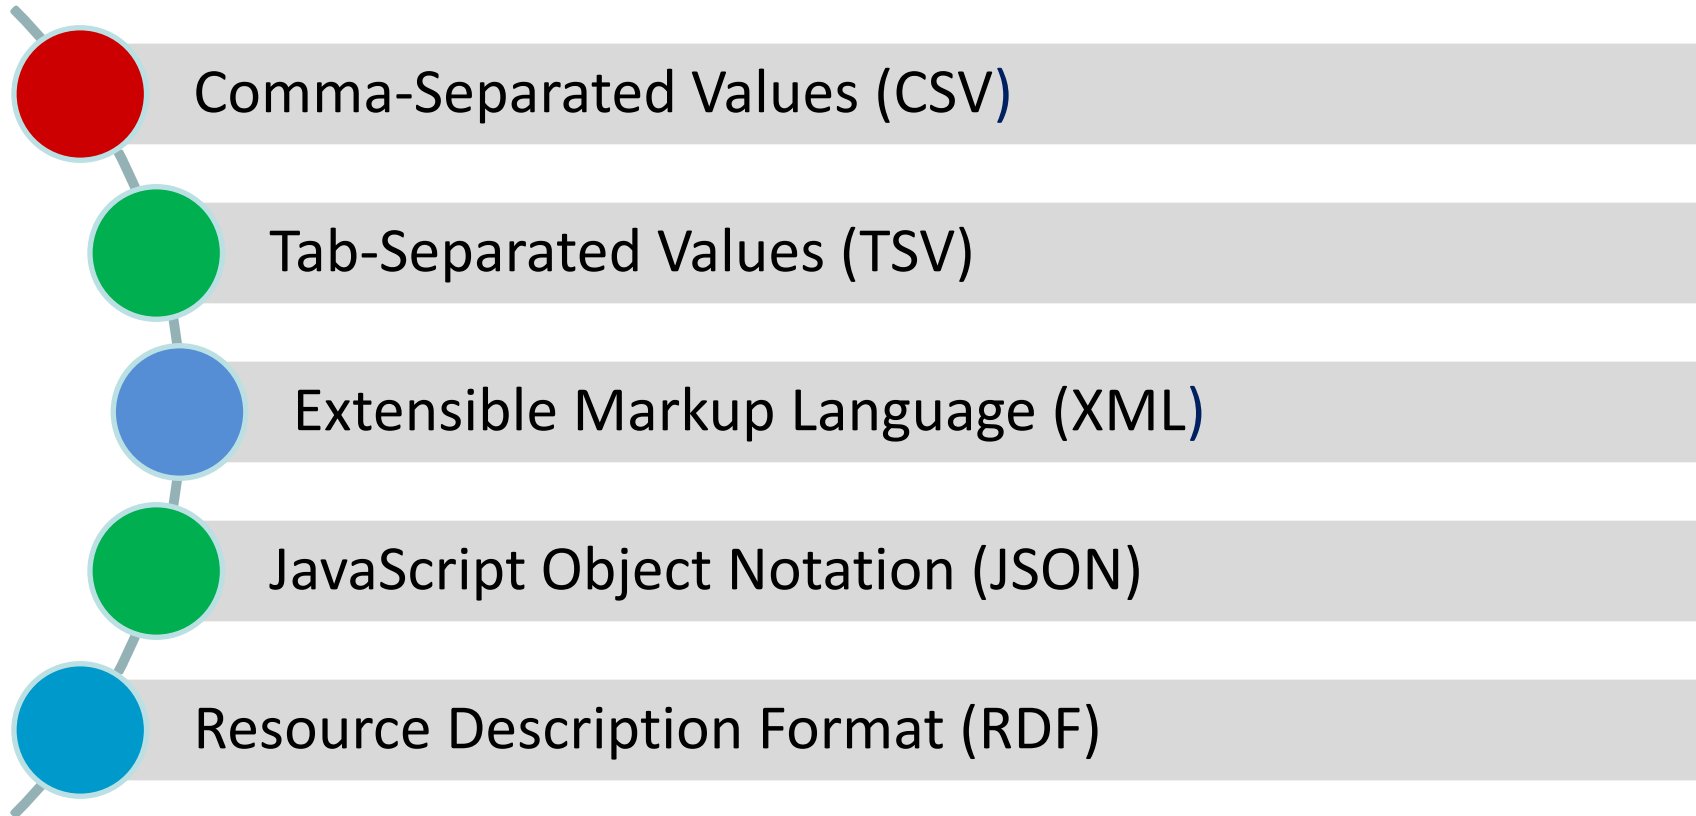 Comma-Separated Values (CSV)
Tab-Separated Values (TSV)
Extensible Markup Language (XML)
JavaScript Object Notation (JSON)
Resource Description Format (RDF)